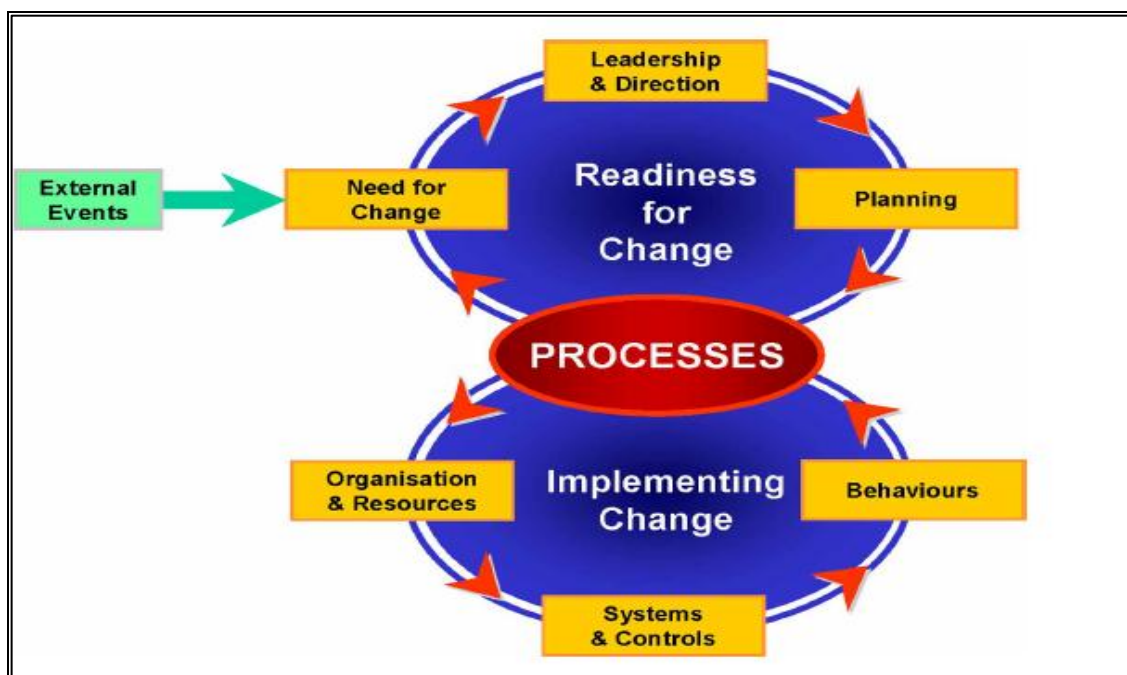 Leadership
& Direction
External
Events
Need for
Change
Readiness
for
Change
Planning
PROCESSES
Organisation
& Resources
Implementing
Change
Behaviours
Systems
& Controls